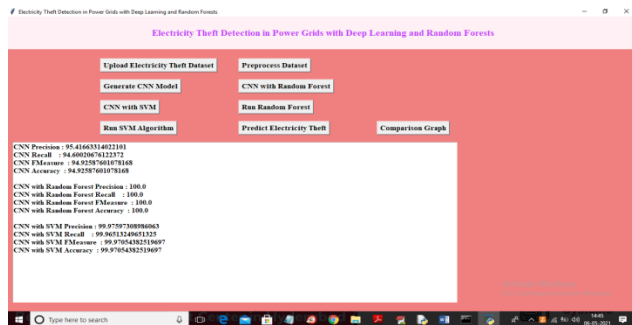 Electricity Theft Detection in Power Grids with Deep Learning and Random Forests
Electricity Theft Detection in Power Grids with Deep Learning and Random Forests
Upload Electricity Theft Dataset Preprocess Dataset
Generate CNN Model CNN with Random Forest
CNN with SVM Run Random Forest
Run SVM Algorithm Predict Electricity Theft Comparison Graph
CNN Precision : 95.41663314022101
CNN Recall : 94.60020676122372
CNN FMeasure : 94.92587601078168
CNN Accuracy : 94.92587601078168
CNN with Random Forest Precision : 100.0
CNN with Random Forest Recall : 100.0
CNN with Random Forest FMeasure : 100.0
CNN with Random Forest Accuracy : 100.0
CNN with SVM Precision : 99.97597308986063
CNN with SVM Recall : 99.96513249651325
CNN with SVM FMeasure : 99.97054382519697
CNN with SVM Accuracy : 99.97054382519697
Type here to search
14:45
06-05-2021